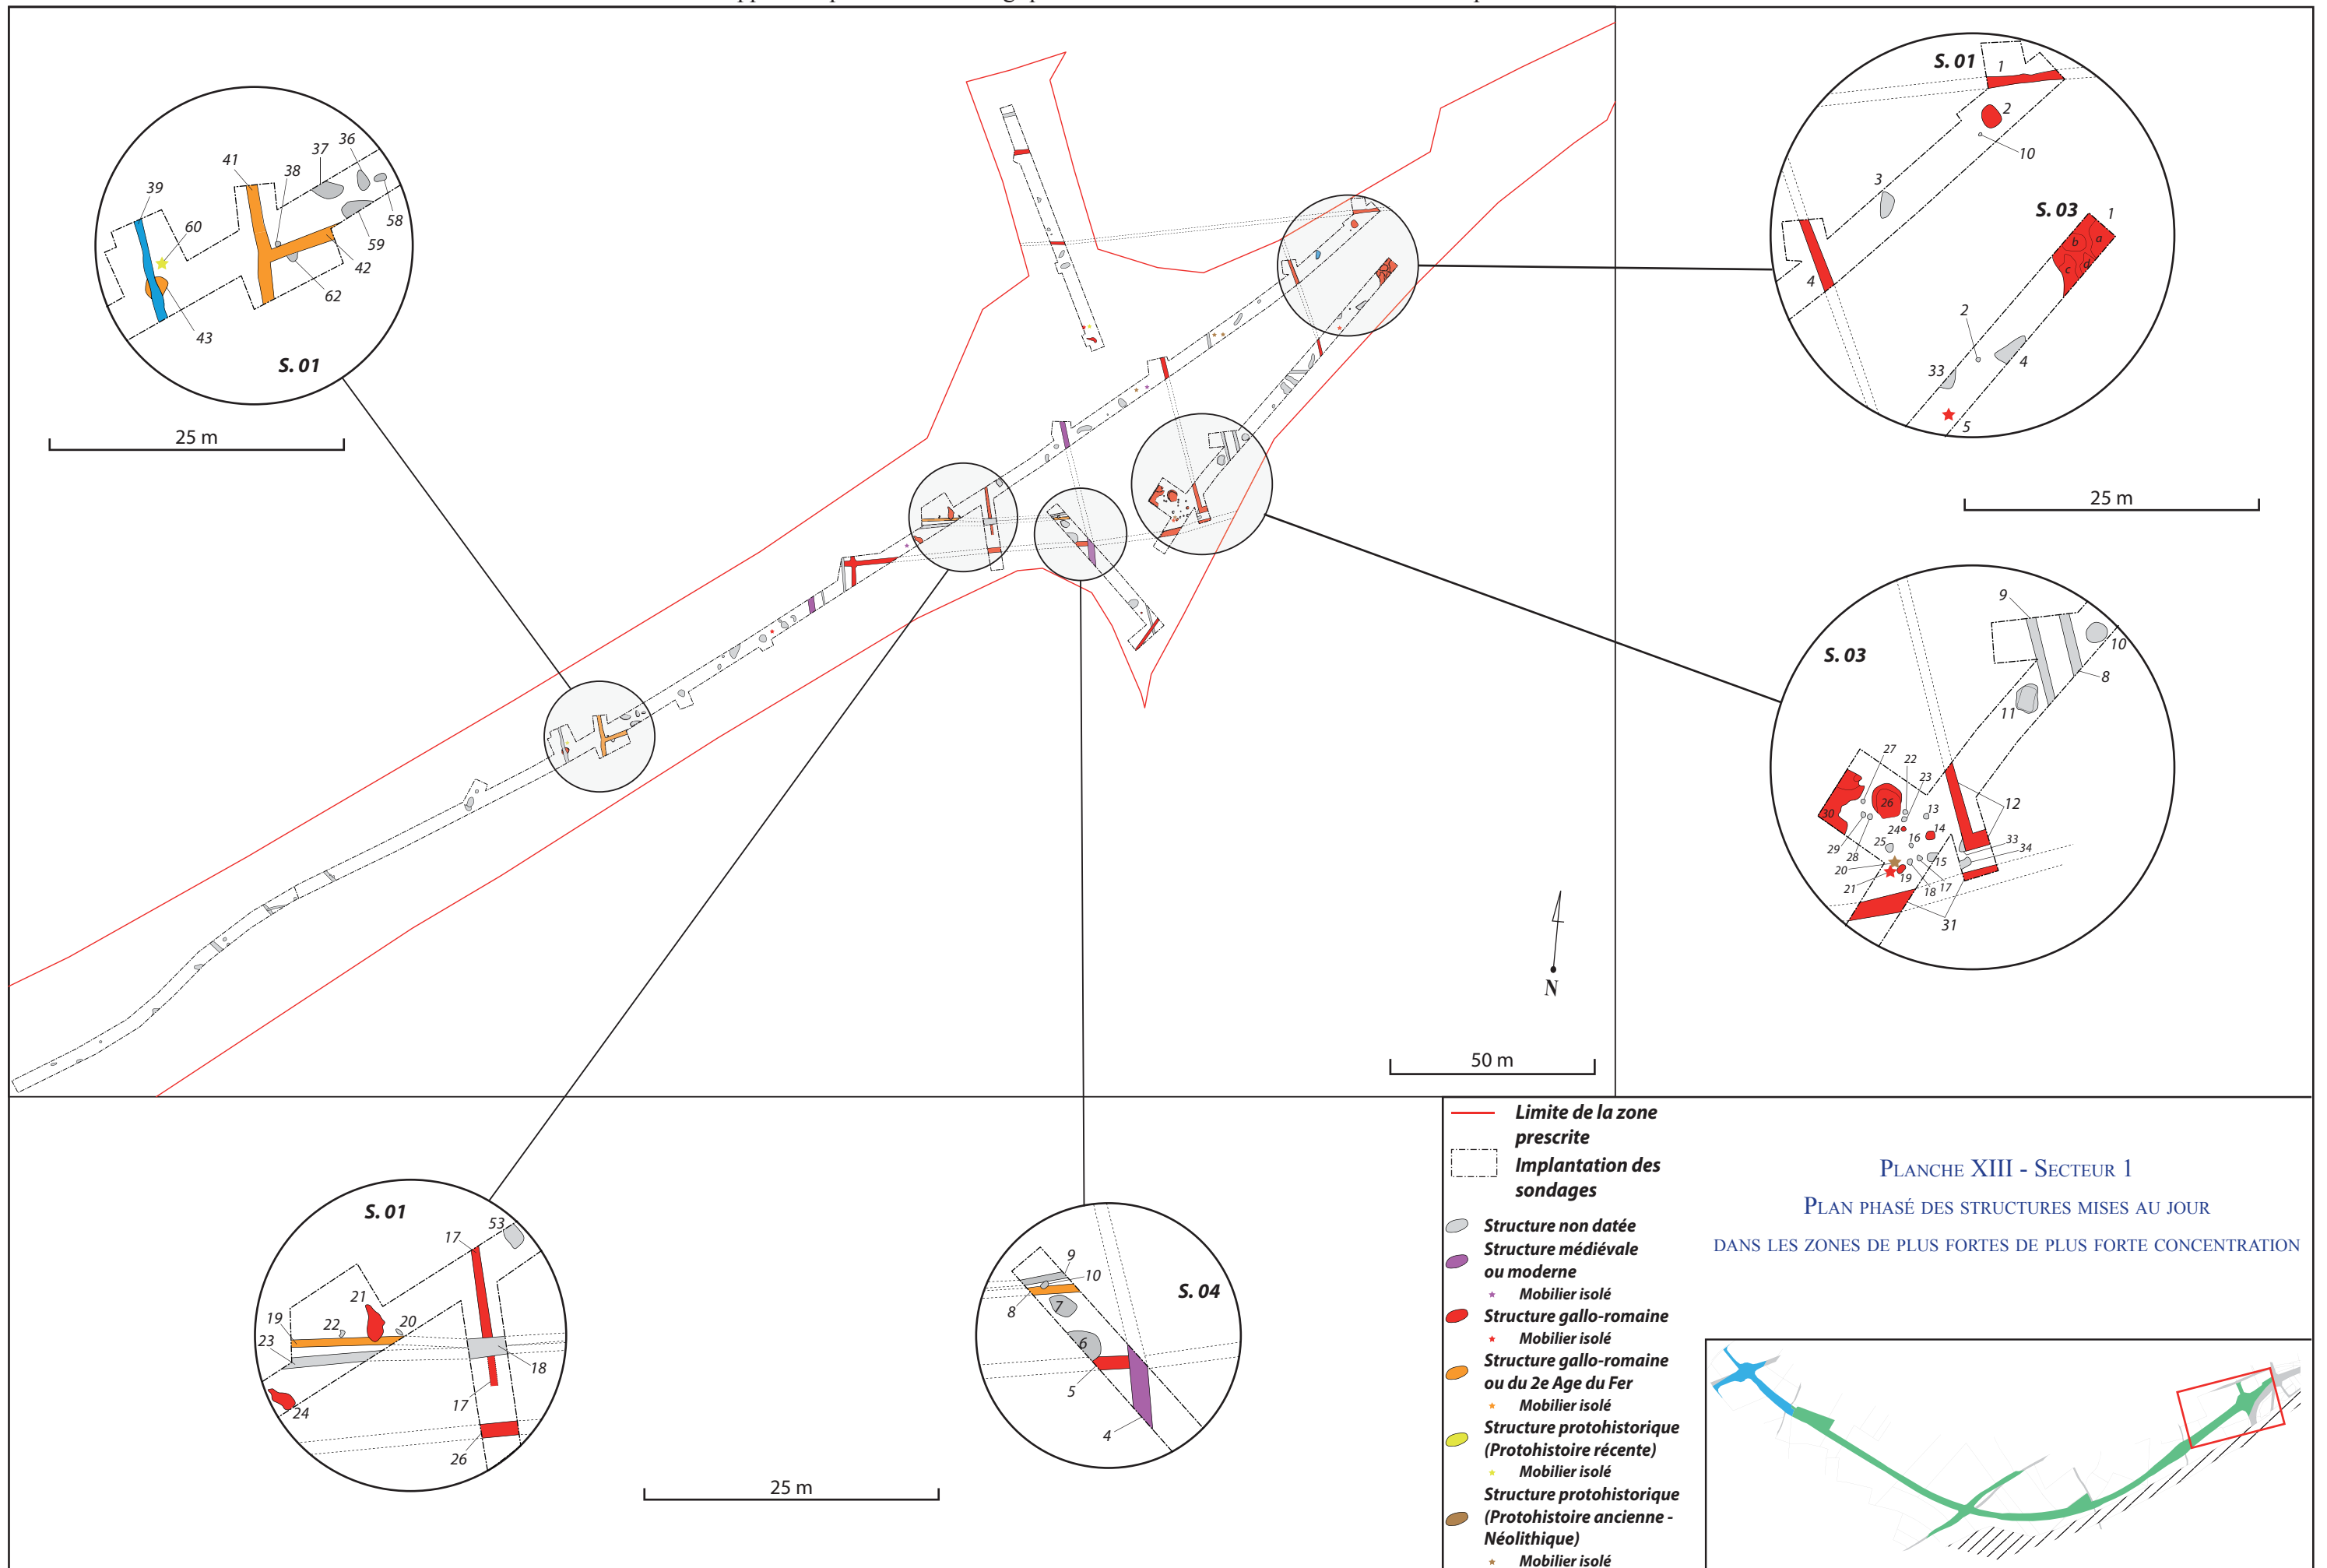 41
37
36
38
39
60
58
59
42
62
43
S. 01
25 m
S. 01
1
2
10
3
S. 03
1
b
a
c
d
4
2
4
33
5
25 m
9
S. 03
10
8
11
27
22
23
26
13
12
30
24
14
25
16
33
29
28
34
15
20
19
18
17
21
31
N
50 m
S. 01
53
17
21
19
22
20
23
18
17
24
26
25 m
9
10
S. 04
8
7
6
5
4
Limite de la zone
prescrite
Implantation des
sondages
Structure non datée
Structure médiévale
ou moderne
Mobilier isolé
Structure gallo-romaine
Mobilier isolé
Structure gallo-romaine
ou du 2e Age du Fer
Mobilier isolé
Structure protohistorique
(Protohistoire récente)
Mobilier isolé
Structure protohistorique
(Protohistoire ancienne -
Néolithique)
Mobilier isolé
Planche XIII - Secteur 1
Plan phasé des structures mises au jour
dans les zones de plus fortes de plus forte concentration